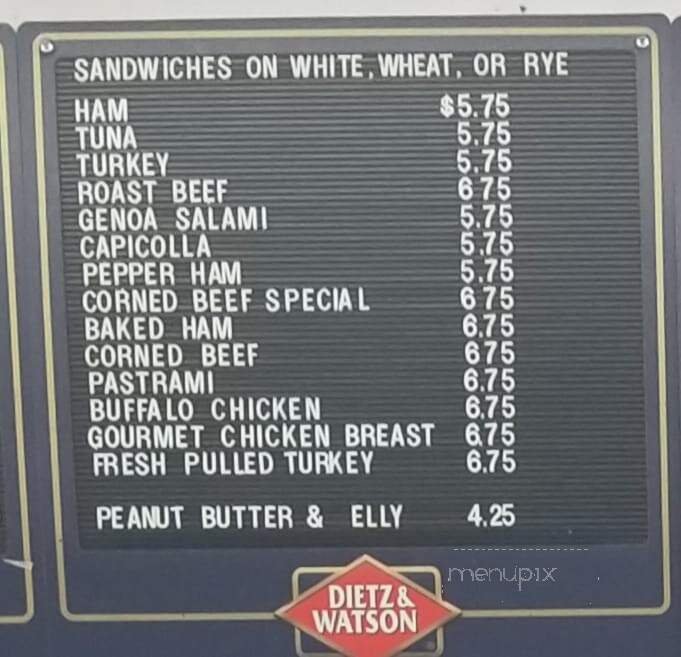 SANDWICHES ON WHITE, WHEAT, OR RYE
HAM $5.75
TUNA 5.75
TURKEY 5.75
ROAST BEEF 6 75
GENOA SALAMI 5.75
CAPICOLLA 5.75
PEPPER HAM 5.75
CORNED BEEF SPECIAL 6 75
BAKED HAM 6.75
CORNED BEEF 675
PASTRAMI 6.75
BUFFALO CHICKEN 6.75
GOURMET CHICKEN BREAST 6.75
FRESH PULLED TURKEY 6.75
PEANUT BUTTER & ELLY 4.25
menupix
DIETZ &
WATSON